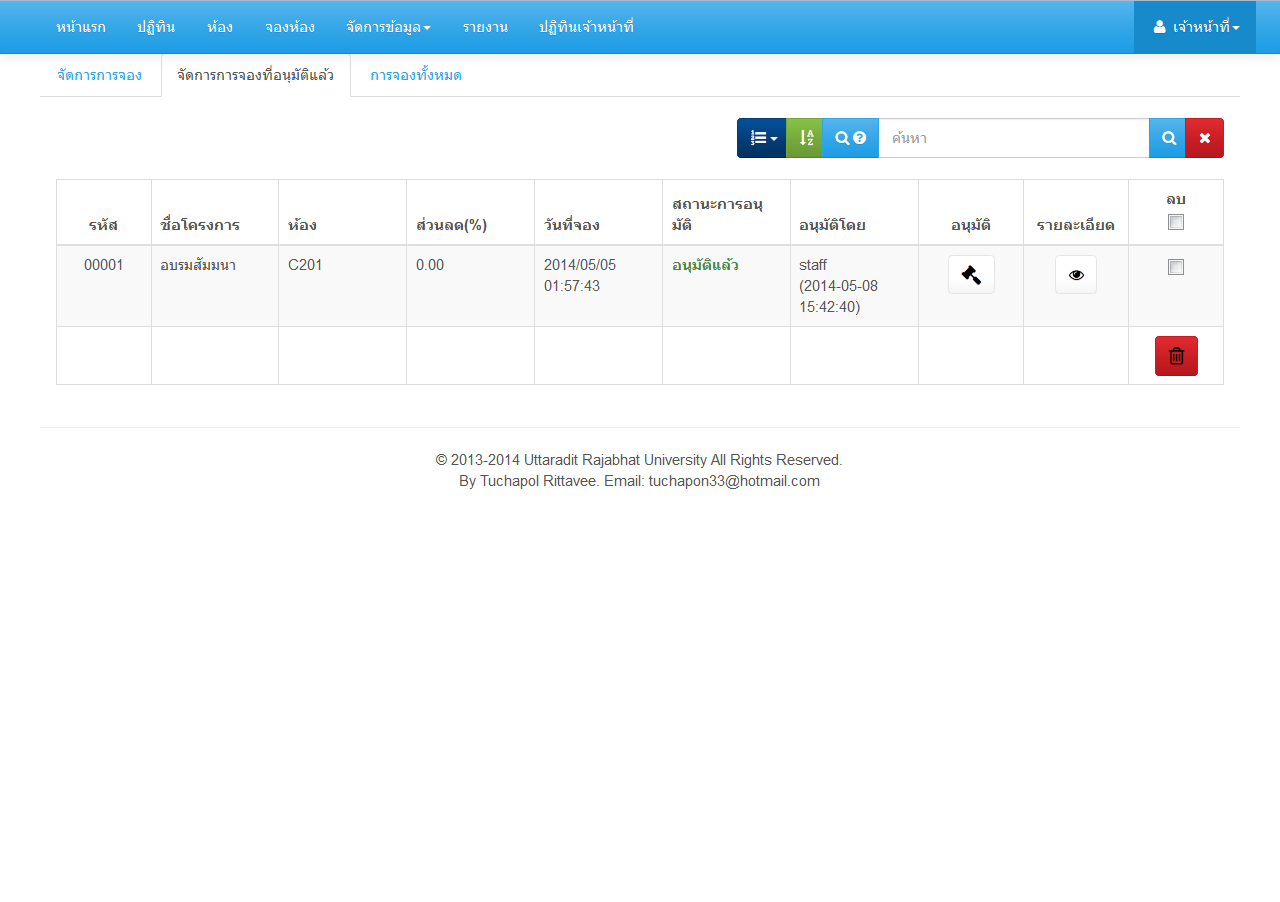 หน้าแรก ปฏิทิน ห้อง จองห้อง จัดการข้อมูล รายงาน ปฏิทินเจ้าหน้าที่ เจ้าหน้าที่
จัดการการจอง จัดการการจองที่อนุมัติแล้ว การจองทั้งหมด
ค้นหา
รหัส ชื่อโครงการ ห้อง ส่วนลด(%) วันที่จอง สถานะการอนุมัติ อนุมัติโดย อนุมัติ รายละเอียด ลบ
00001 อบรมสัมมนา C201 0.00 2014/05/05 อนุมัติแล้ว staff
01:57:43 (2014-05-08
15:42:40)
© 2013-2014 Uttaradit Rajabhat University All Rights Reserved.
By Tuchapol Rittavee. Email: tuchapon33@hotmail.com